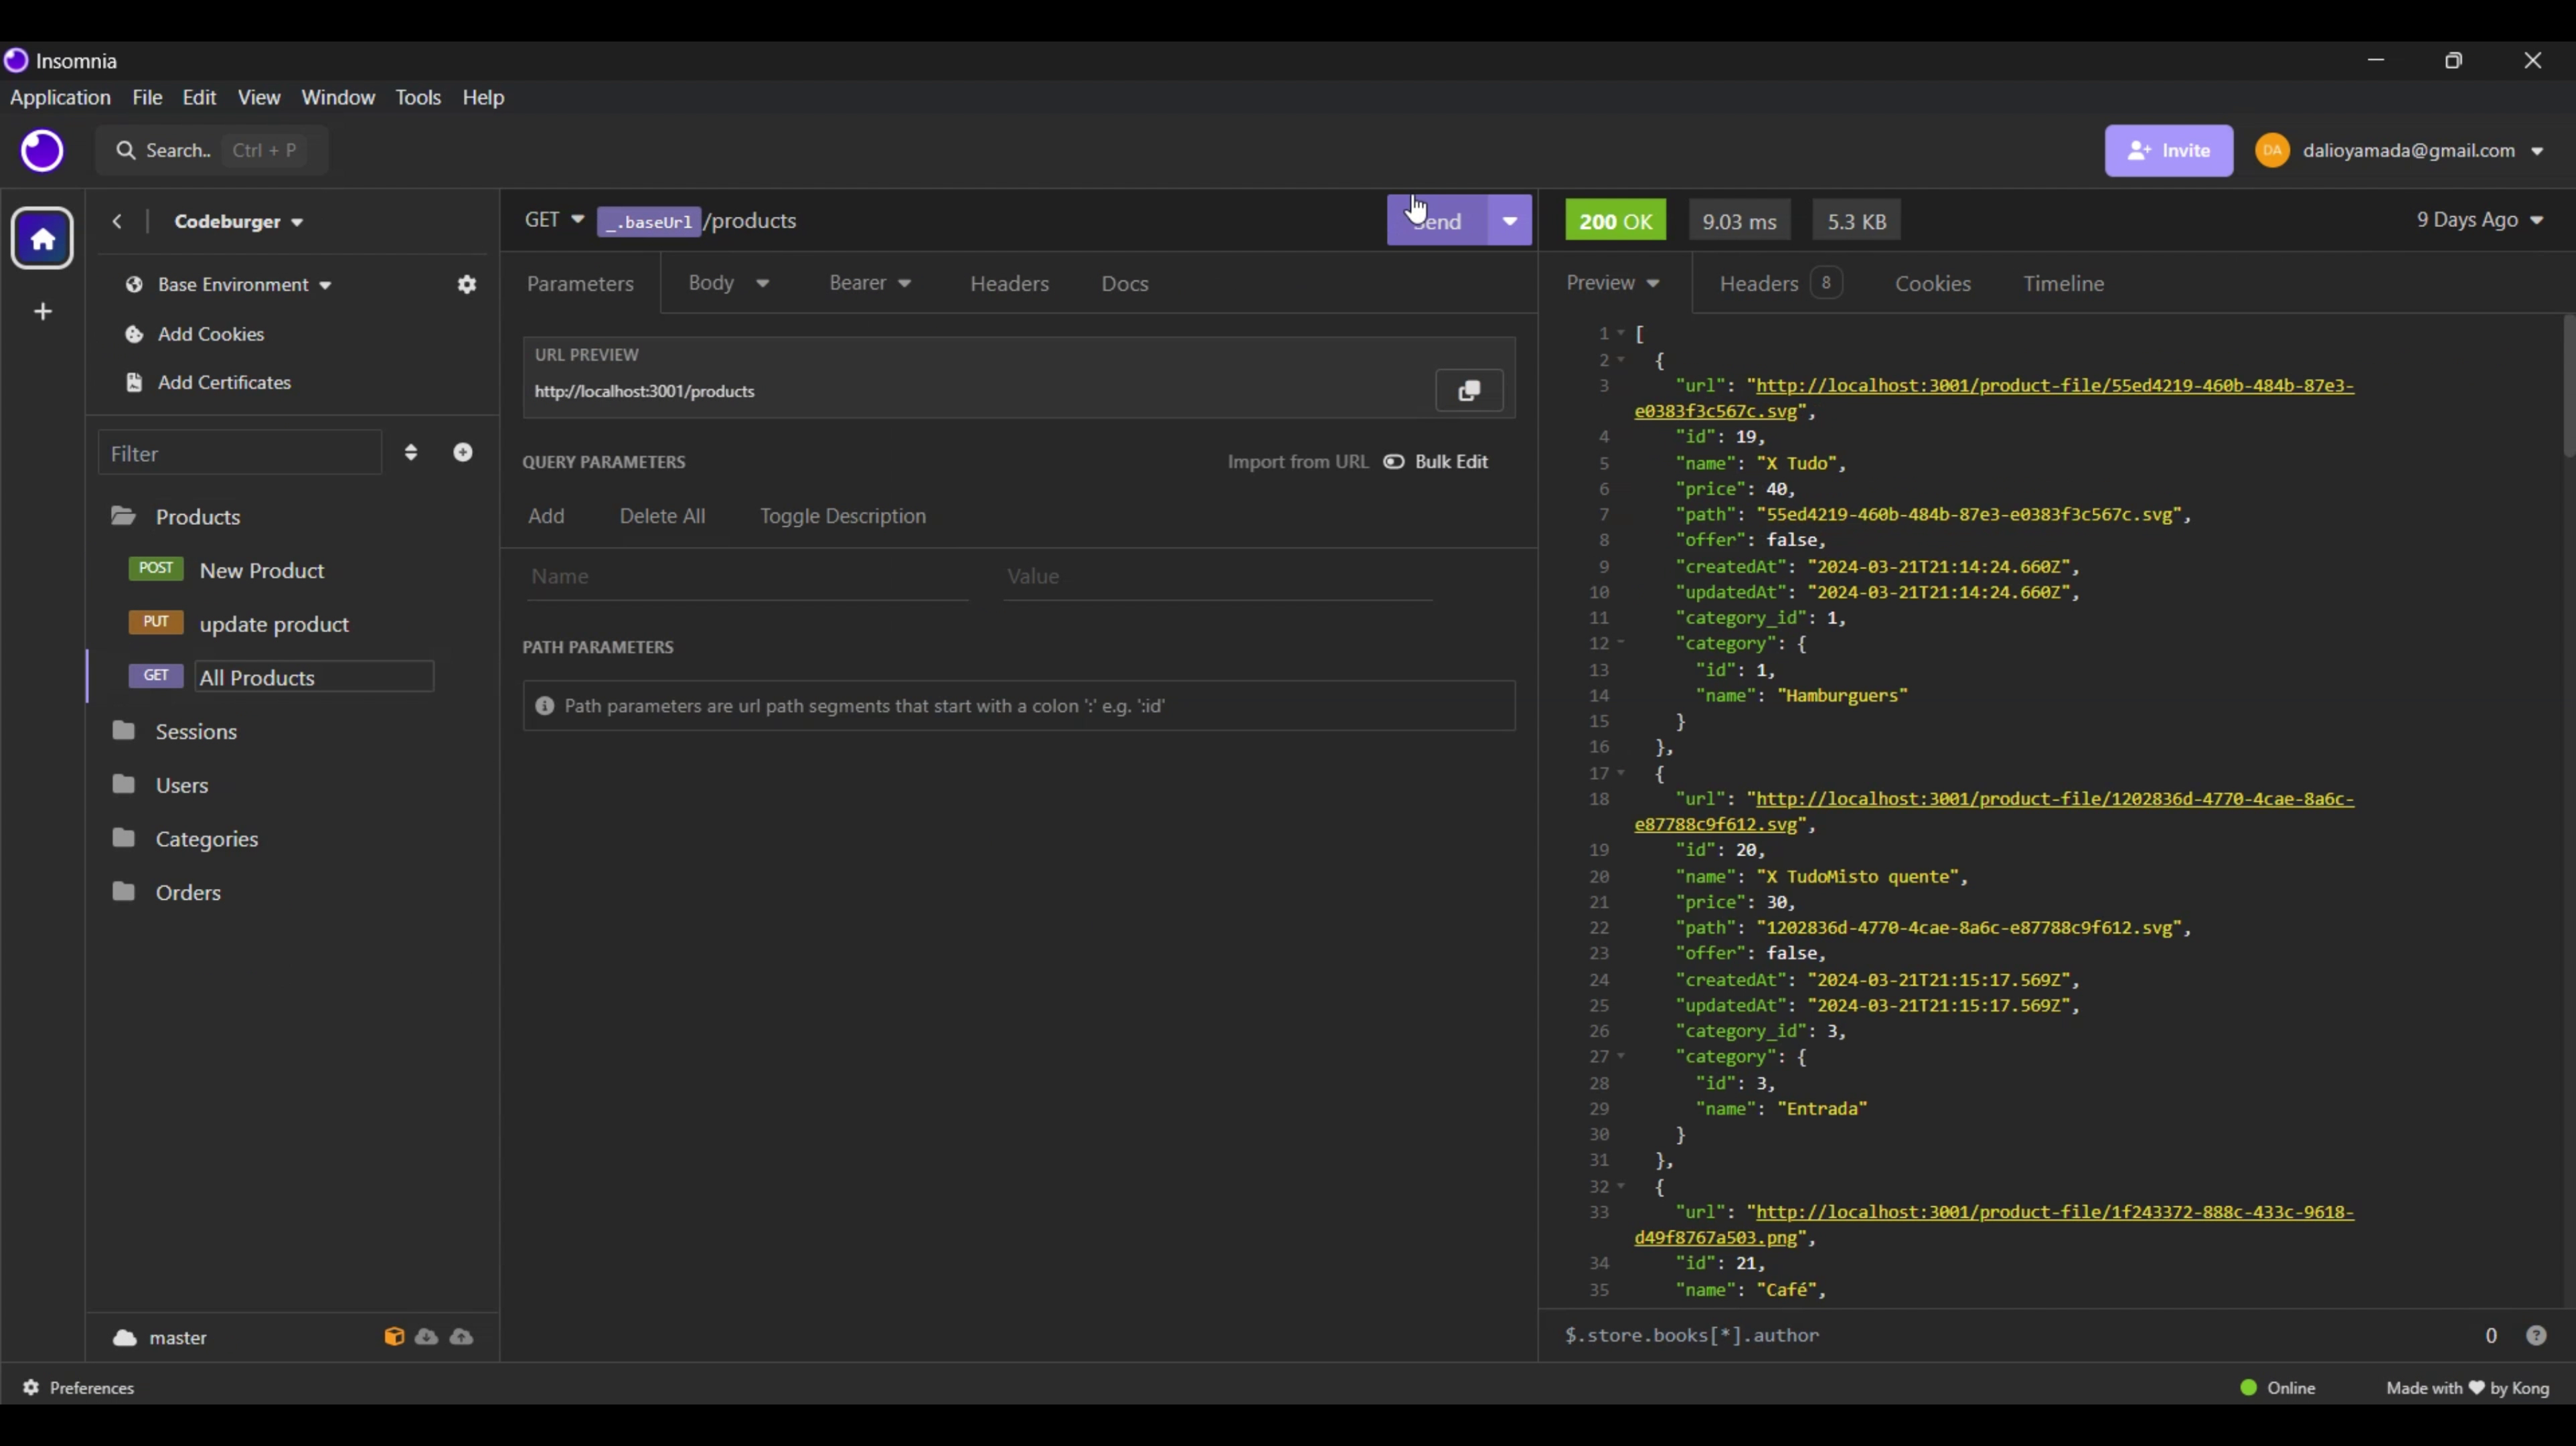 Insomnia
Application File Edit View Window Tools Help
Search.. Ctrl + P
Invite
DA dalioyamada@gmail.com
Codeburger
Base Environment
Add Cookies
Add Certificates
Filter
Products
POST New Product
PUT update product
GET All Products
Sessions
Users
Categories
Orders
master
GET _.baseUrl/products
Parameters Body Bearer Headers Docs
URL PREVIEW
http://localhost:3001/products
QUERY PARAMETERS Import from URL Bulk Edit
Add Delete All Toggle Description
Name Value
PATH PARAMETERS
Path parameters are url path segments that start with a colon ':' e.g. ':id'
200 OK 9.03 ms 5.3 KB 9 Days Ago
Preview Headers 8 Cookies Timeline
1 [
2 {
3 "url": "http://localhost:3001/product-file/55ed4219-460b-484b-87e3-
e0383f3c567c.svg",
4 "id": 19,
5 "name": "X Tudo",
6 "price": 40,
7 "path": "55ed4219-460b-484b-87e3-e0383f3c567c.svg",
8 "offer": false,
9 "createdAt": "2024-03-21T21:14:24.660Z",
10 "updatedAt": "2024-03-21T21:14:24.660Z",
11 "category_id": 1,
12 "category": {
13 "id": 1,
14 "name": "Hamburguers"
15 }
16 },
17 {
18 "url": "http://localhost:3001/product-file/1202836d-4770-4cae-8a6c-
e87788c9f612.svg",
19 "id": 20,
20 "name": "X TudoMisto quente",
21 "price": 30,
22 "path": "1202836d-4770-4cae-8a6c-e87788c9f612.svg",
23 "offer": false,
24 "createdAt": "2024-03-21T21:15:17.569Z",
25 "updatedAt": "2024-03-21T21:15:17.569Z",
26 "category_id": 3,
27 "category": {
28 "id": 3,
29 "name": "Entrada"
30 }
31 },
32 {
33 "url": "http://localhost:3001/product-file/1f243372-888c-433c-9618-
d49f8767a503.png",
34 "id": 21,
35 "name": "Café",
$.store.books[*].author 0
Preferences
Online Made with ❤ by Kong